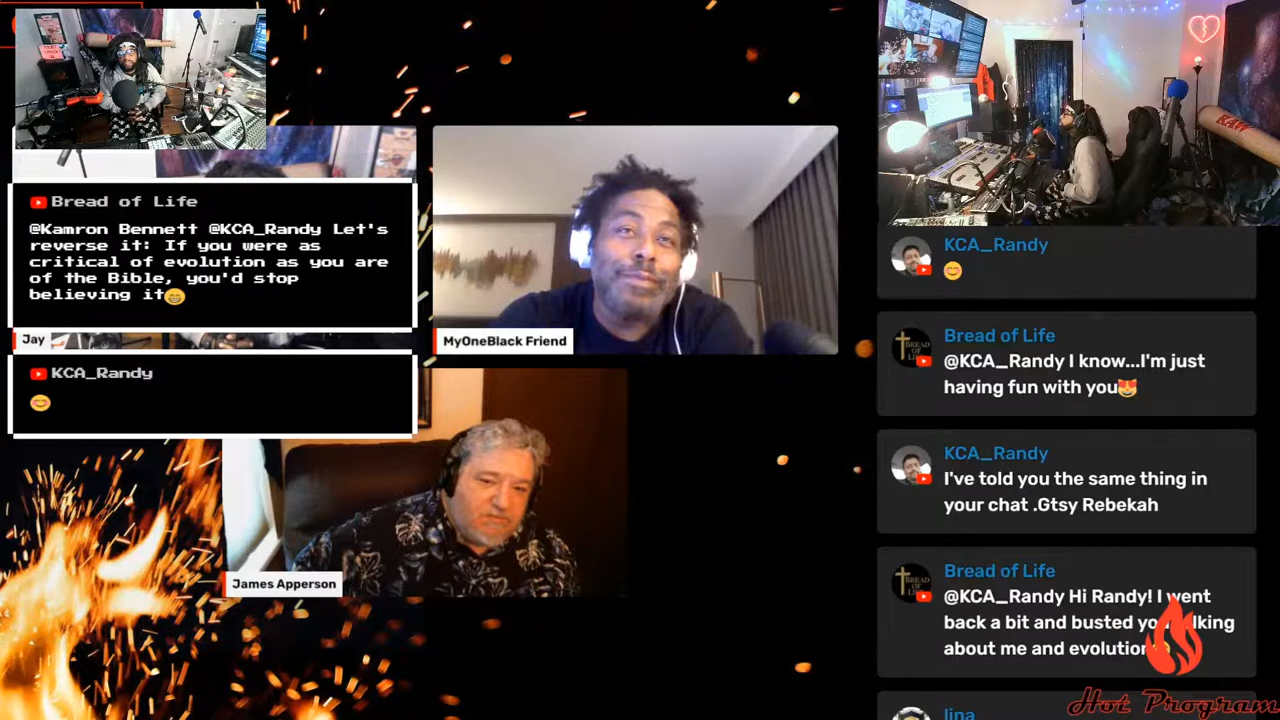 Bread of Life
@Kamron Bennett @KCA_Randy Let's
reverse it: If you were as
critical of evolution as you are
of the Bible, you'd stop
believing it😁
Jay
KCA_Randy
😊
MyOneBlack Friend
James Apperson
RAW
KCA_Randy
😊
Bread of Life
@KCA_Randy I know...I'm just
having fun with you😻
KCA_Randy
I've told you the same thing in
your chat .Gtsy Rebekah
Bread of Life
@KCA_Randy Hi Randy! I went
back a bit and busted
about me and evolution
lina
Hot Program